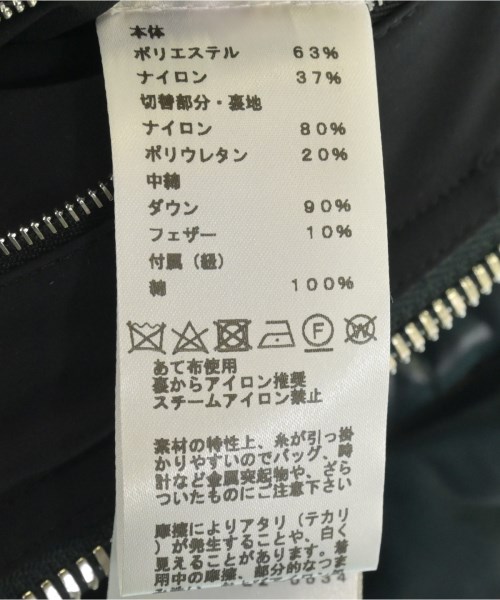 本体
ポリエステル 63%
ナイロン 37%
切替部分・裏地
ナイロン 80%
ポリウレタン 20%
中綿
ダウン 90%
フェザー 10%
付属（紐）
綿 100%
F W
あて布使用
裏からアイロン推奨
スチームアイロン禁止
素材の特性上、糸が引っ掛
かりやすいのでバッグ、時
計など金属突起物や、ざら
ついたものにご注意下さい
摩擦によりアタリ（テカリ
）が発生することや、白く
見えることがあります。着
用中の摩擦、部分的なつま